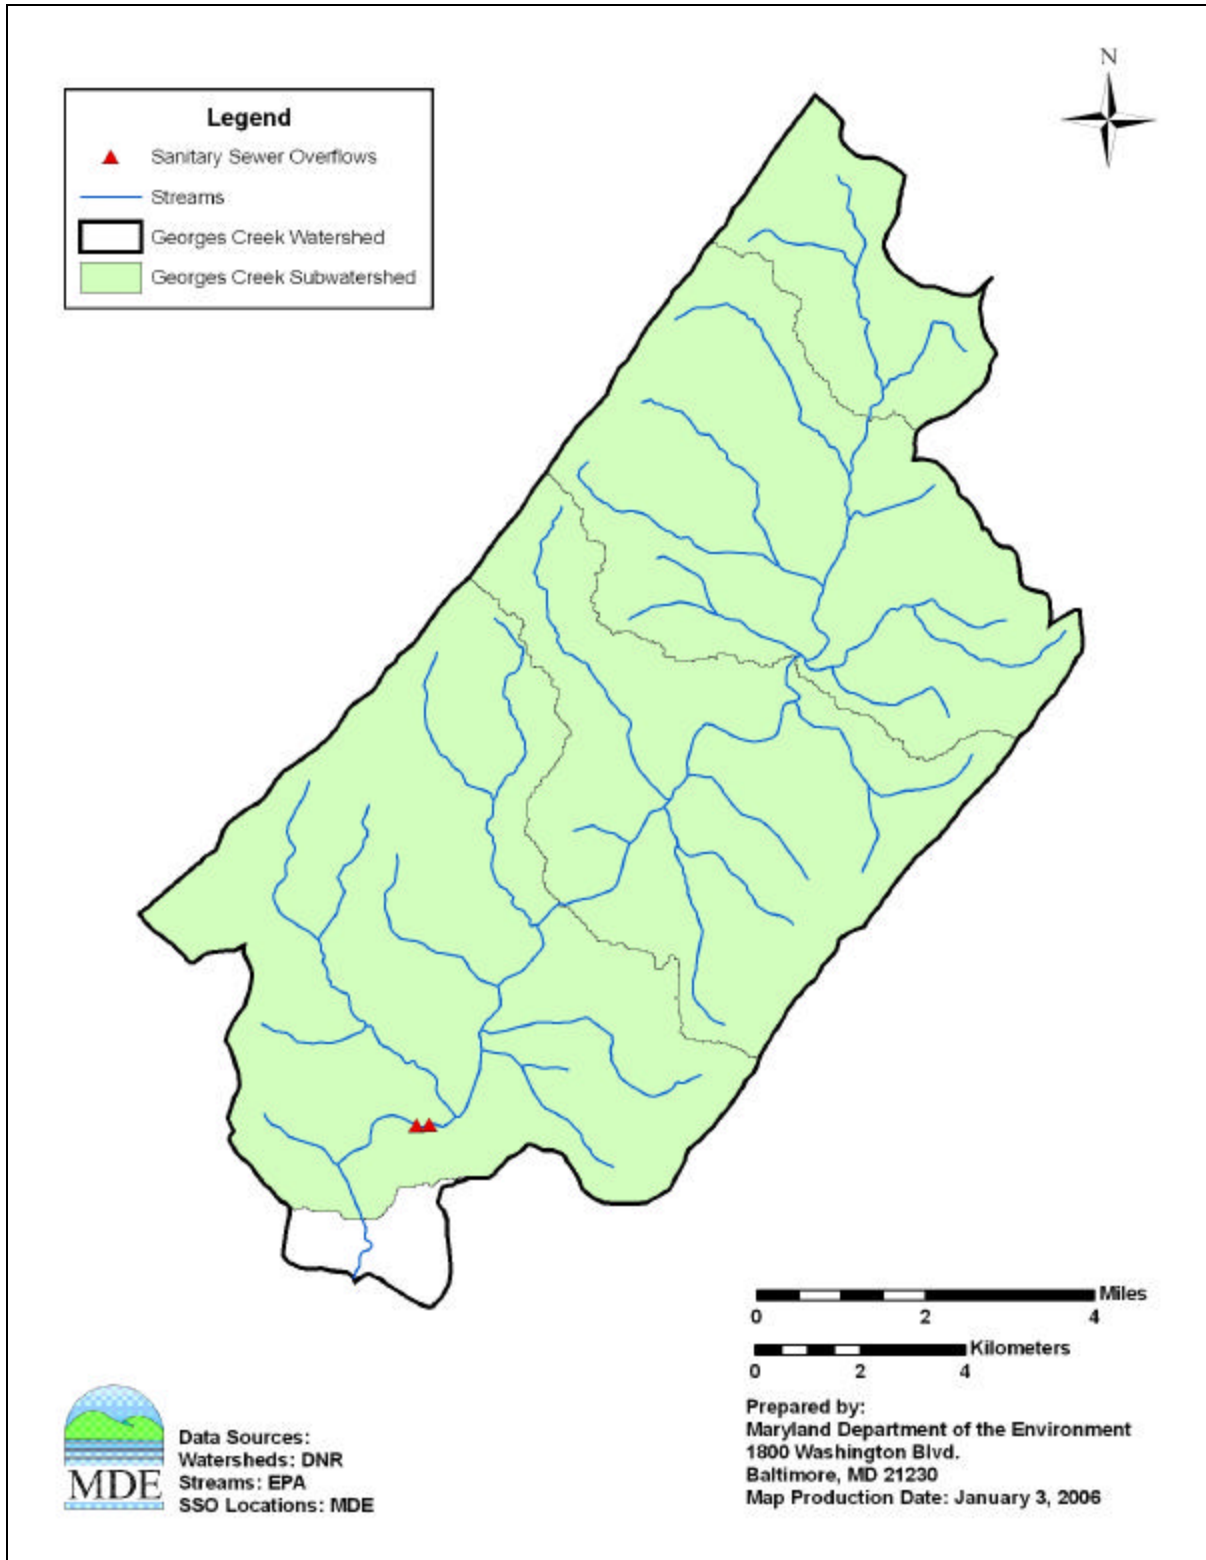 N
Legend
Sanitary Sewer Overflows
Streams
Georges Creek Watershed
Georges Creek Subwatershed
Miles
0 2 4
Kilometers
0 2 4
Prepared by:
Maryland Department of the Environment
1800 Washington Blvd.
Baltimore, MD 21230
Map Production Date: January 3, 2006
MDE
Data Sources:
Watersheds: DNR
Streams: EPA
SSO Locations: MDE